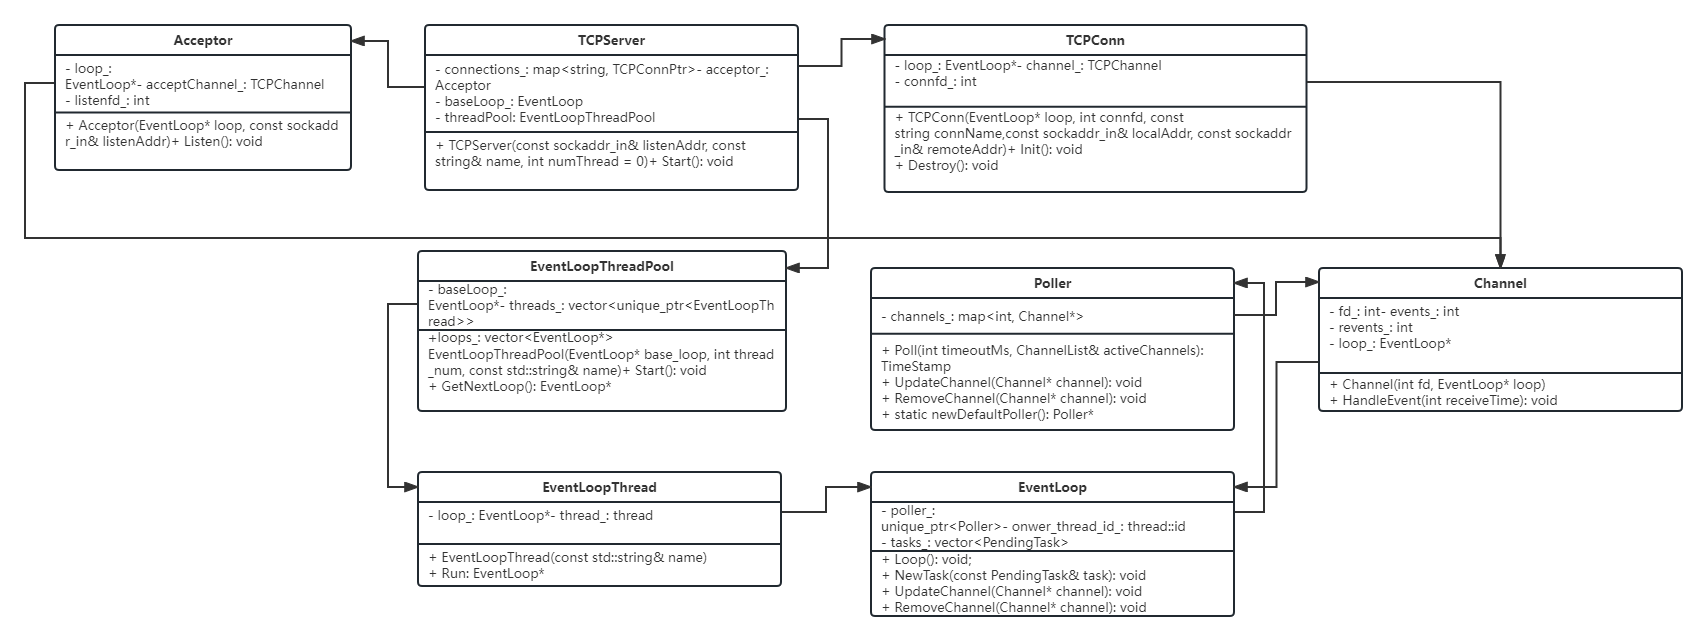 Acceptor
- loop_:
EventLoop*- acceptChannel_: TCPChannel
- listenfd_: int
+ Acceptor(EventLoop* loop, const sockadd
r_in& listenAddr)+ Listen(): void
TCPServer
- connections_: map<string, TCPConnPtr>- acceptor_:
Acceptor
- baseLoop_: EventLoop
- threadPool: EventLoopThreadPool
+ TCPServer(const sockaddr_in& listenAddr, const
string& name, int numThread = 0)+ Start(): void
TCPConn
- loop_: EventLoop*- channel_: TCPChannel
- connfd_: int
+ TCPConn(EventLoop* loop, int connfd, const
string connName,const sockaddr_in& localAddr, const sockaddr
_in& remoteAddr)+ Init(): void
+ Destroy(): void
EventLoopThreadPool
- baseLoop_:
EventLoop*- threads_: vector<unique_ptr<EventLoopTh
read>>
+loops_: vector<EventLoop*>
EventLoopThreadPool(EventLoop* base_loop, int thread
_num, const std::string& name)+ Start(): void
+ GetNextLoop(): EventLoop*
Poller
- channels_: map<int, Channel*>
+ Poll(int timeoutMs, ChannelList& activeChannels):
TimeStamp
+ UpdateChannel(Channel* channel): void
+ RemoveChannel(Channel* channel): void
+ static newDefaultPoller(): Poller*
Channel
- fd_: int- events_: int
- revents_: int
- loop_: EventLoop*
+ Channel(int fd, EventLoop* loop)
+ HandleEvent(int receiveTime): void
EventLoopThread
- loop_: EventLoop*- thread_: thread
+ EventLoopThread(const std::string& name)
+ Run: EventLoop*
EventLoop
- poller_:
unique_ptr<Poller>- onwer_thread_id_: thread::id
- tasks_: vector<PendingTask>
+ Loop(): void;
+ NewTask(const PendingTask& task): void
+ UpdateChannel(Channel* channel): void
+ RemoveChannel(Channel* channel): void